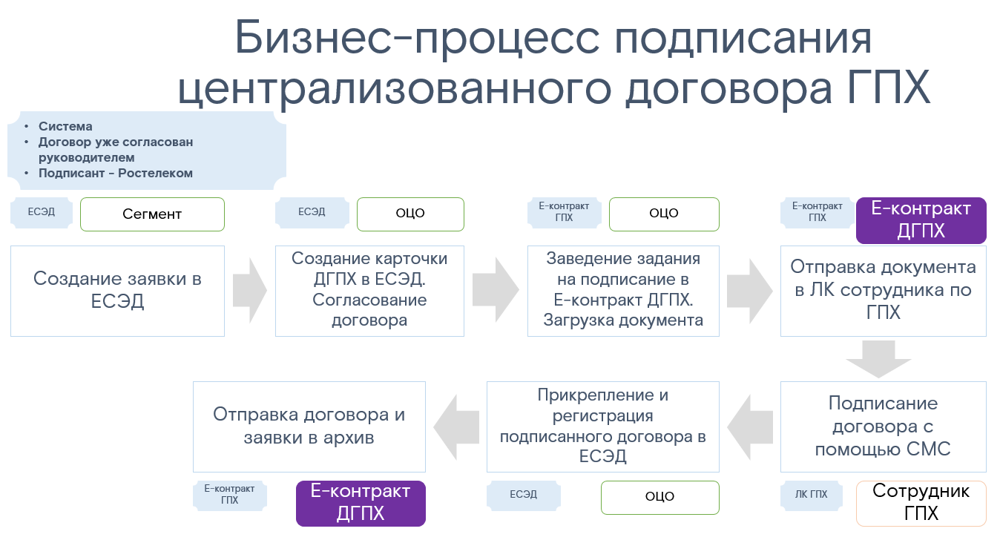 Бизнес-процесс подписания
централизованного договора ГПХ
• Система
• Договор уже согласован
руководителем
• Подписант - Ростелеком
ЕСЭД
Сегмент
Создание заявки в
ЕСЭД
ЕСЭД
ОЦО
Создание карточки
ДГПХ в ЕСЭД.
Согласование
договора
Е-контракт
ГПХ
ОЦО
Заведение задания
на подписание в
Е-контракт ДГПХ.
Загрузка документа
Е-контракт
ГПХ
Е-контракт
ДГПХ
Отправка документа
в ЛК сотрудника по
ГПХ
Подписание
договора с
помощью СМС
ЛК ГПХ
Сотрудник
ГПХ
Прикрепление и
регистрация
подписанного договора в
ЕСЭД
ЕСЭД
ОЦО
Отправка договора и
заявки в архив
Е-контракт
ГПХ
Е-контракт
ДГПХ